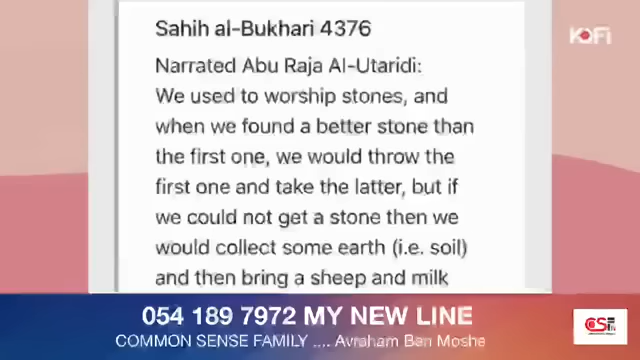 Sahih al-Bukhari 4376
KOFI
Narrated Abu Raja Al-Utaridi:
We used to worship stones, and
when we found a better stone than
the first one, we would throw the
first one and take the latter, but if
we could not get a stone then we
would collect some earth (i.e. soil)
and then bring a sheep and milk
054 189 7972 MY NEW LINE
COMMON SENSE FAMILY .... Avraham Ben Moshe